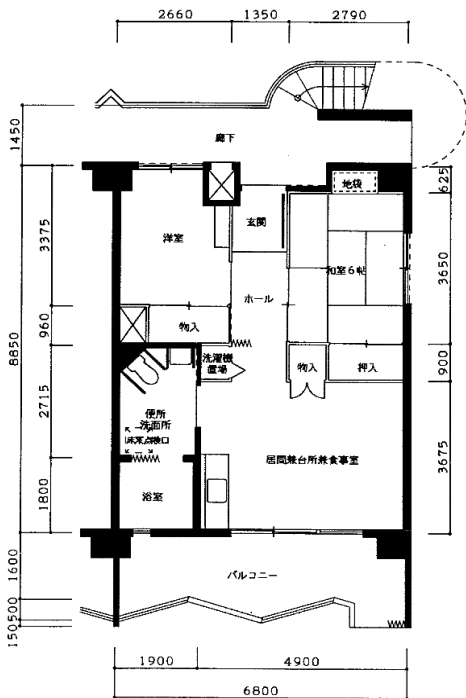 2660
1350
2790
1450
廊下
625
地袋
玄関
洋室
3375
3650
和室6帖
ホール
物入
960
8850
洗濯機
置場
物入
押入
900
2715
便所
洗面所
床下点検口
居間兼台所兼食事室
3675
浴室
1800
バルコニー
1600
500
150
1900
4900
6800